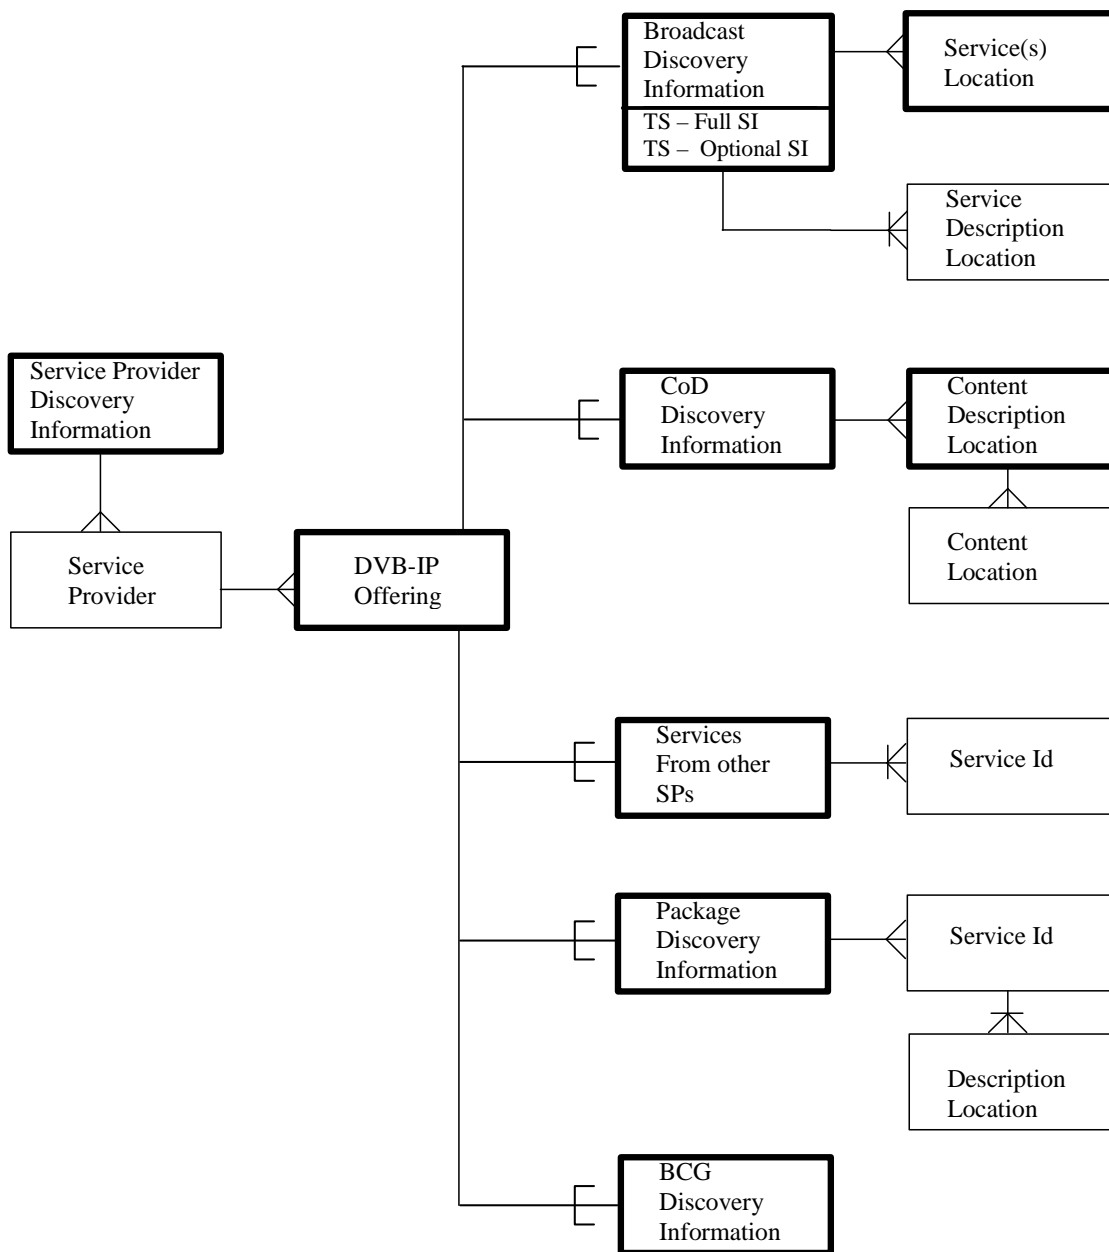 Broadcast
Discovery
Information
TS – Full SI
TS –  Optional SI
Service(s)
Location
Service
Description
Location
Service Provider
Discovery
Information
CoD
Discovery
Information
Content
Description
Location
Content
Location
Service
Provider
DVB-IP
Offering
Services
From other
SPs
Service Id
Package
Discovery
Information
Service Id
Description
Location
BCG
Discovery
Information